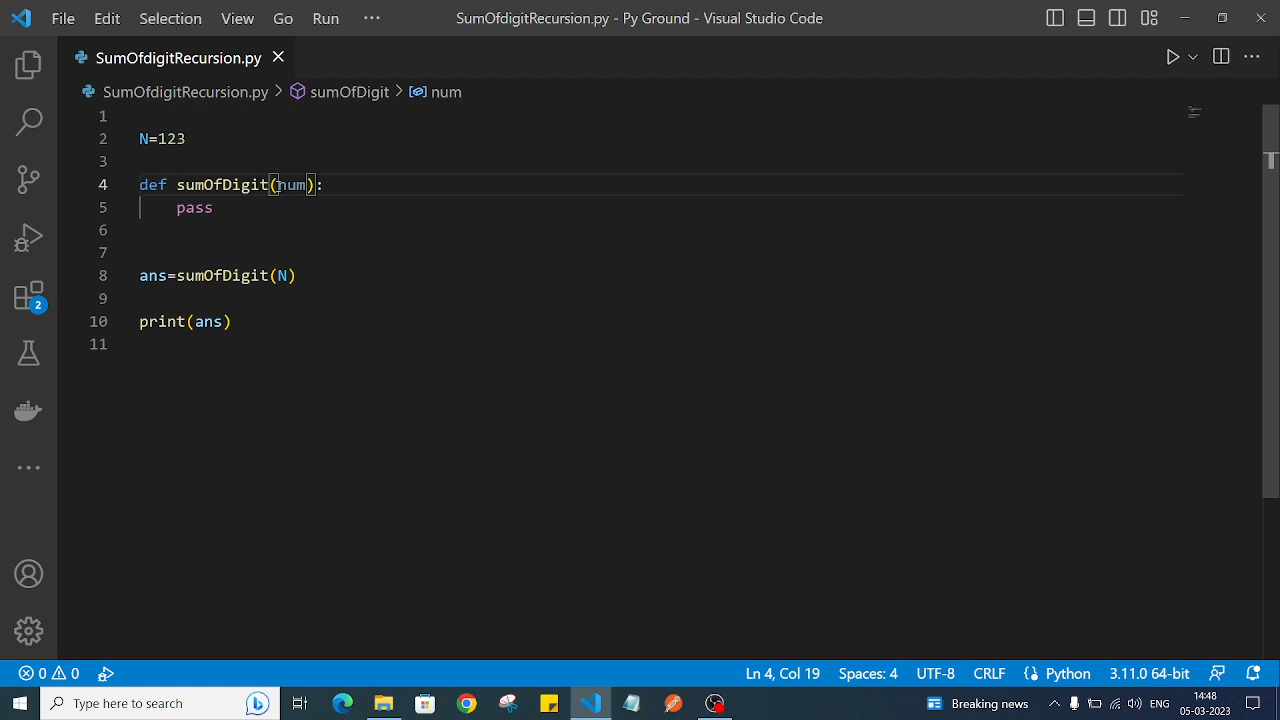 File Edit Selection View Go Run ··· SumOfdigitRecursion.py - Py Ground - Visual Studio Code
SumOfdigitRecursion.py
SumOfdigitRecursion.py > sumOfDigit > num
1
2 N=123
3
4 def sumOfDigit(num):
5 pass
6
7
8 ans=sumOfDigit(N)
9
10 print(ans)
11
2
0 0 Ln 4, Col 19 Spaces: 4 UTF-8 CRLF Python 3.11.0 64-bit
Type here to search Breaking news ENG 14:48
05-03-2023